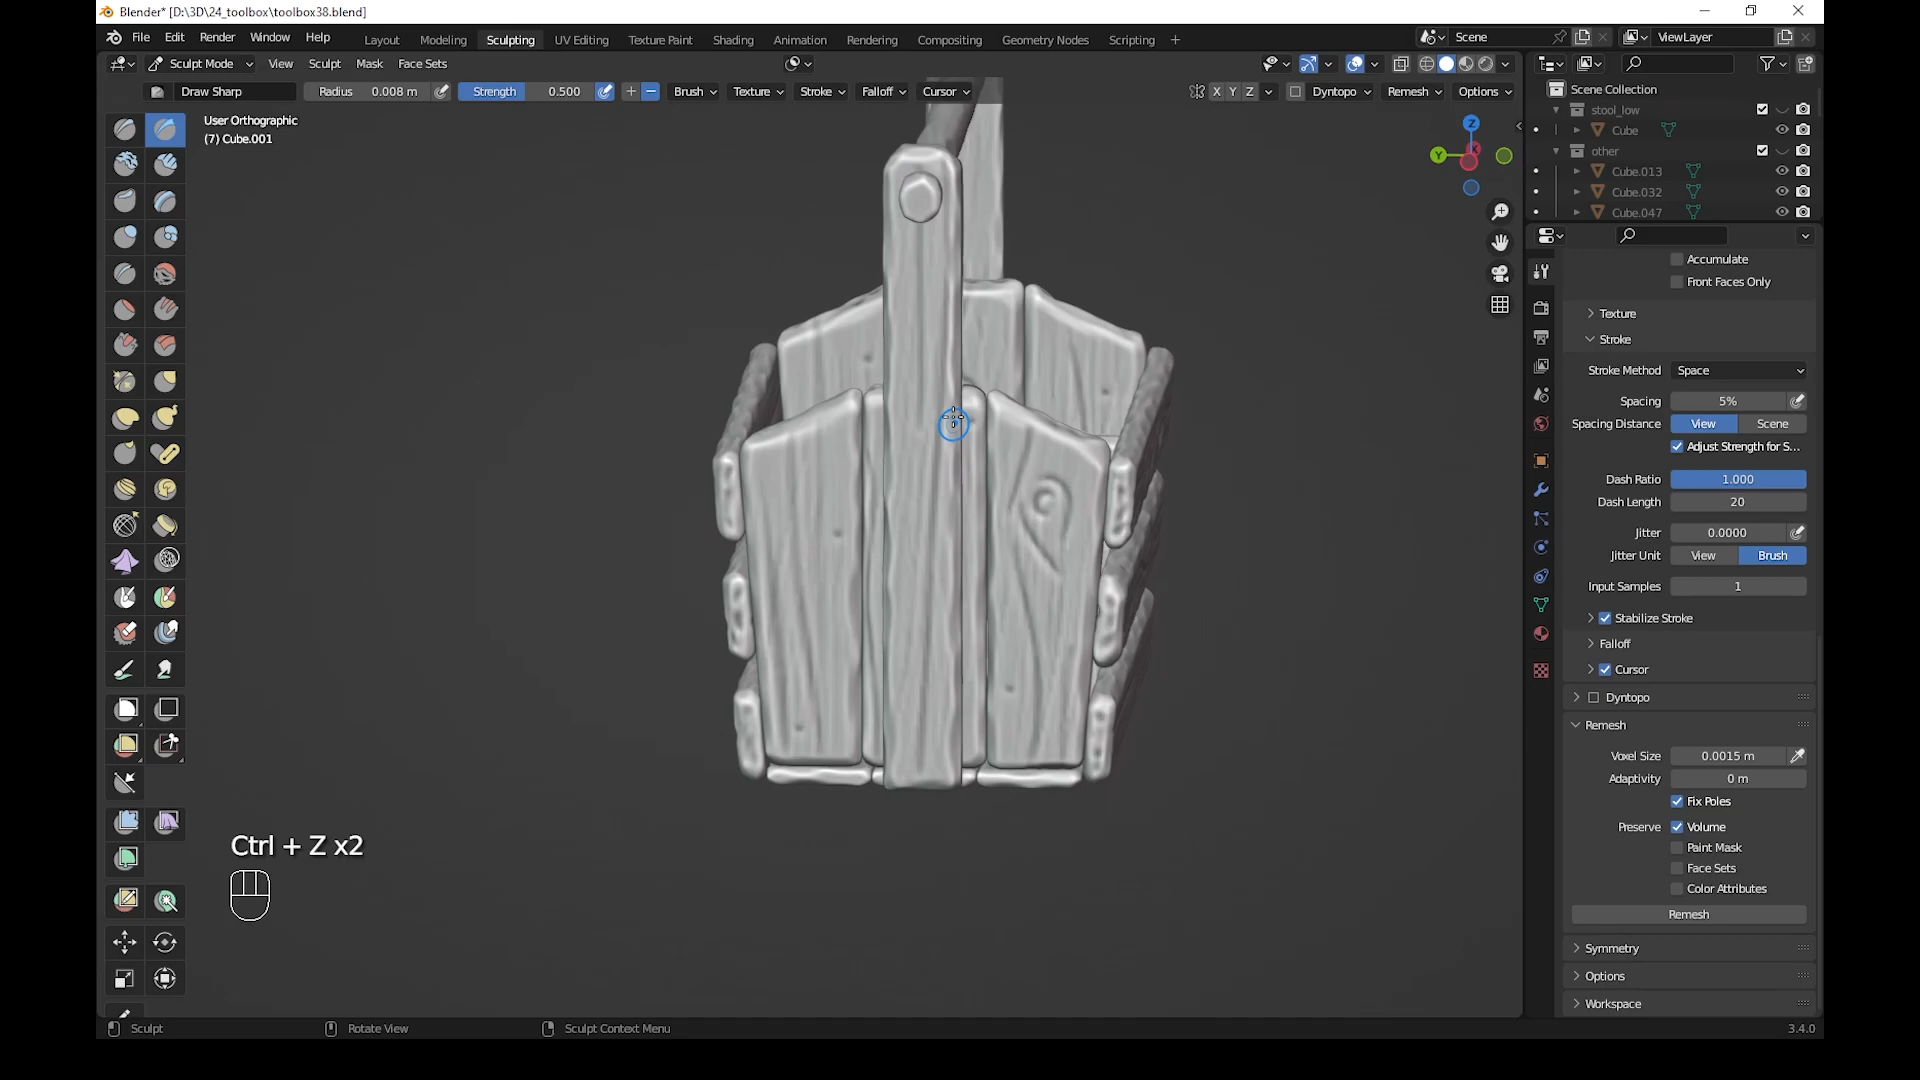 Blender* [D:\3D\24_toolbox\toolbox38.blend]
File Edit Render Window Help Layout Modeling Sculpting UV Editing Texture Paint Shading Animation Rendering Compositing Geometry Nodes Scripting + Scene ViewLayer
Sculpt Mode View Sculpt Mask Face Sets
Draw Sharp Radius 0.008 m Strength 0.500 Brush Texture Stroke Falloff Cursor X Y Z Dyntopo Remesh Options
User Orthographic
(7) Cube.001
Z
Y
X
Scene Collection
stool_low
Cube
other
Cube.013
Cube.032
Cube.047
Accumulate
Front Faces Only
Texture
Stroke
Stroke Method Space
Spacing 5%
Spacing Distance View Scene
Adjust Strength for S...
Dash Ratio 1.000
Dash Length 20
Jitter 0.0000
Jitter Unit View Brush
Input Samples 1
Stabilize Stroke
Falloff
Cursor
Dyntopo
Remesh
Voxel Size 0.0015 m
Adaptivity 0 m
Fix Poles
Preserve Volume
Paint Mask
Face Sets
Color Attributes
Remesh
Symmetry
Options
Workspace
Ctrl + Z x2
Sculpt Rotate View Sculpt Context Menu 3.4.0